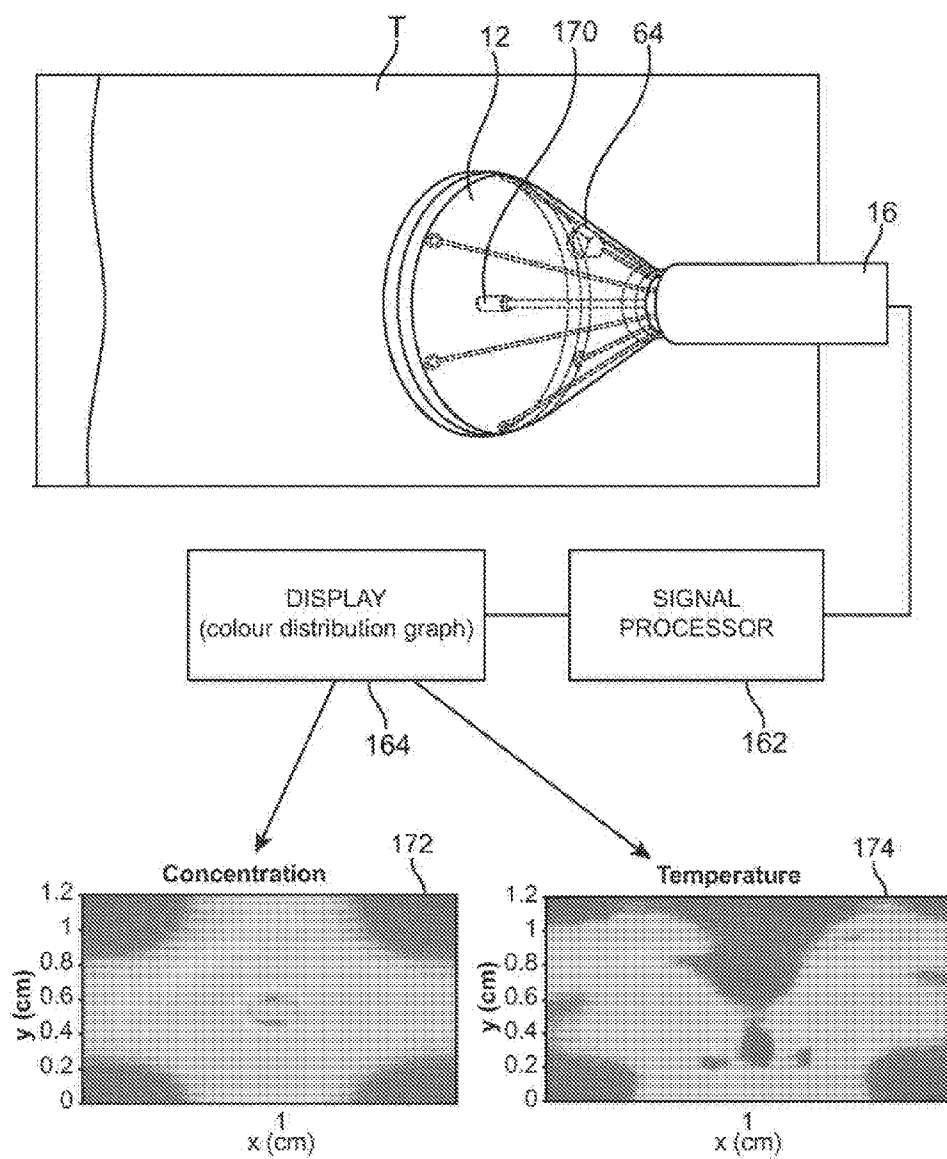 T
12
170
64
16
DISPLAY
(colour distribution graph)
SIGNAL
PROCESSOR
164
162
172
174
Concentration
Temperature
1.2
1
0.8
0.6
0.4
0.2
0
y (cm)
1
x (cm)
1.2
1
0.8
0.6
0.4
0.2
0
y (cm)
1
x (cm)